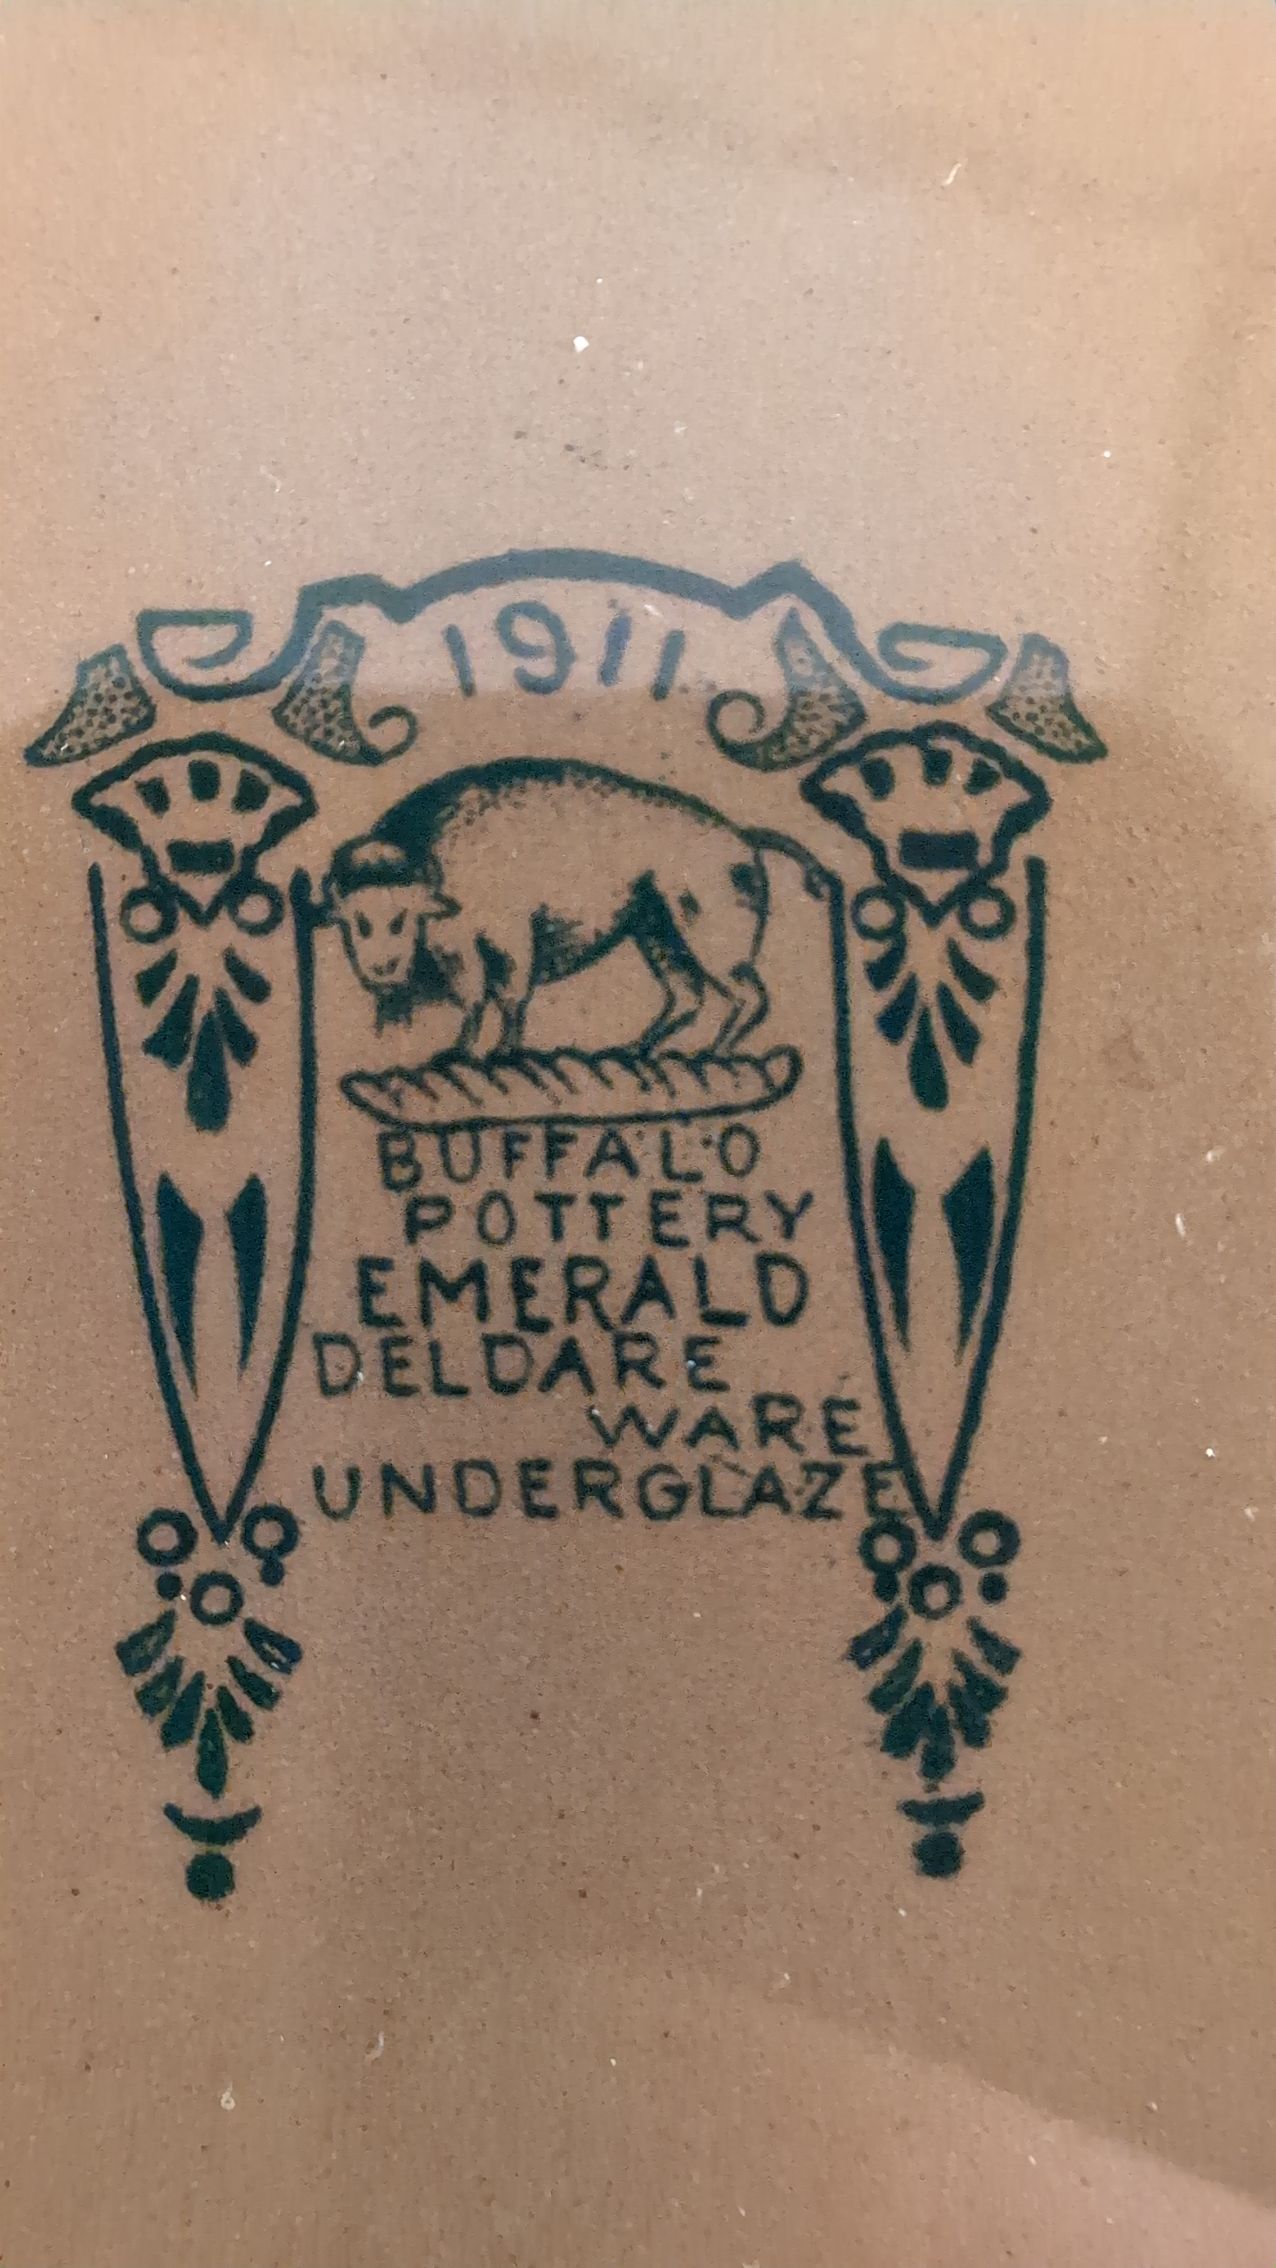 1911
BUFFALO
POTTERY
EMERALD
DELDARE
WARE
UNDERGLAZE